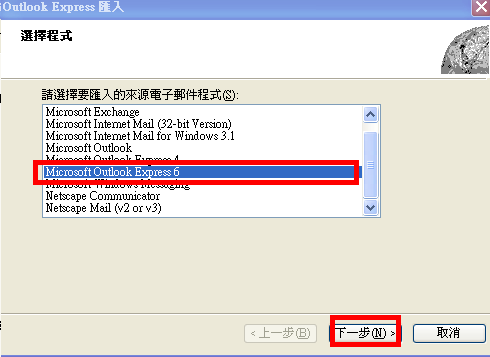 Outlook Express 匯入
選擇程式
請選擇要匯入的來源電子郵件程式(S):
Microsoft Exchange
Microsoft Internet Mail (32-bit Version)
Microsoft Internet Mail for Windows 3.1
Microsoft Outlook
Microsoft Outlook Express 4
Microsoft Outlook Express 6
Microsoft Windows Messaging
Netscape Communicator
Netscape Mail (v2 or v3)
< 上一步(B) 下一步(N) > 取消